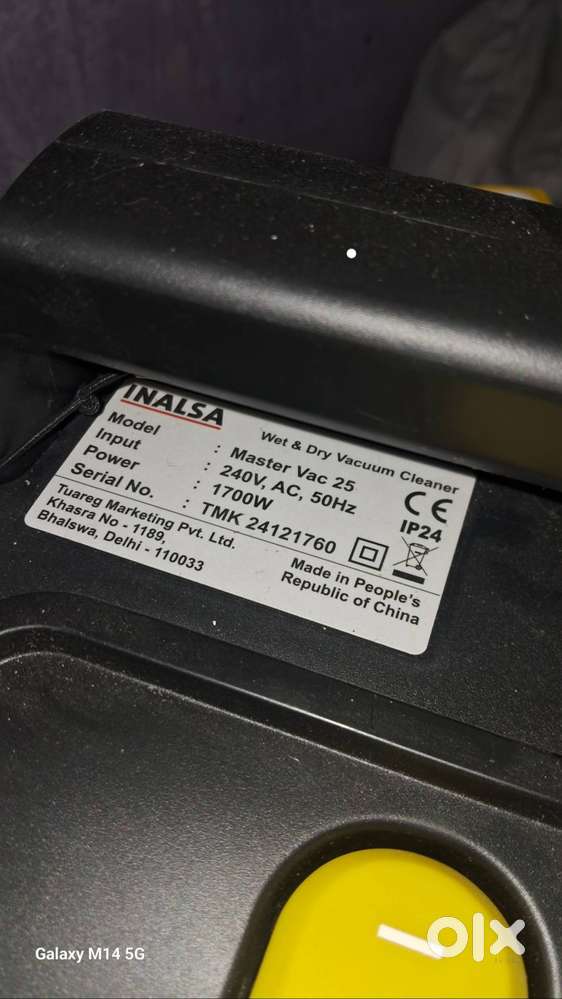 INALSA
Wet & Dry Vacuum Cleaner
Model : Master Vac 25
Input : 240V, AC, 50Hz
Power : 1700W
Serial No. : TMK 24121760
CE
IP24
Tuareg Marketing Pvt. Ltd.
Khasra No - 1189,
Bhalswa, Delhi - 110033
Made in People's
Republic of China
Galaxy M14 5G
olx